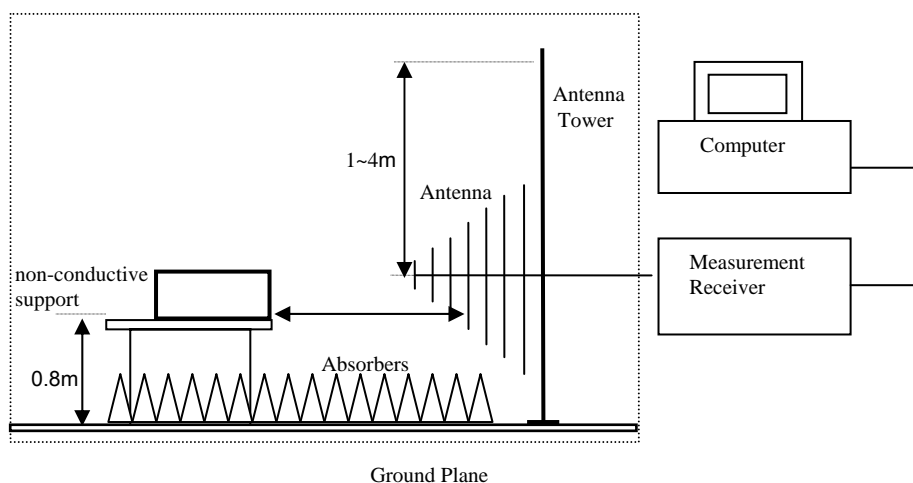 Antenna
Tower
Computer
1~4m
Antenna
non-conductive
support
Measurement
Receiver
Absorbers
0.8m
Ground Plane